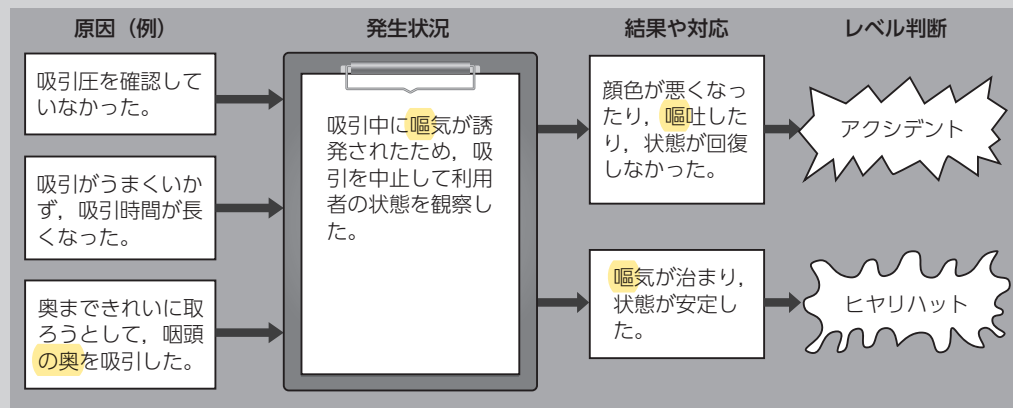 原因（例）
発生状況
結果や対応
レベル判断
吸引圧を確認して
いなかった。
吸引がうまくいか
ず，吸引時間が長
くなった。
奥まできれいに取
ろうとして，咽頭
の奥を吸引した。
吸引中に嘔気が誘
発されたため，吸
引を中止して利用
者の状態を観察し
た。
顔色が悪くなっ
たり，嘔吐した
り，状態が回復
しなかった。
アクシデント
嘔気が治まり，
状態が安定し
た。
ヒヤリハット